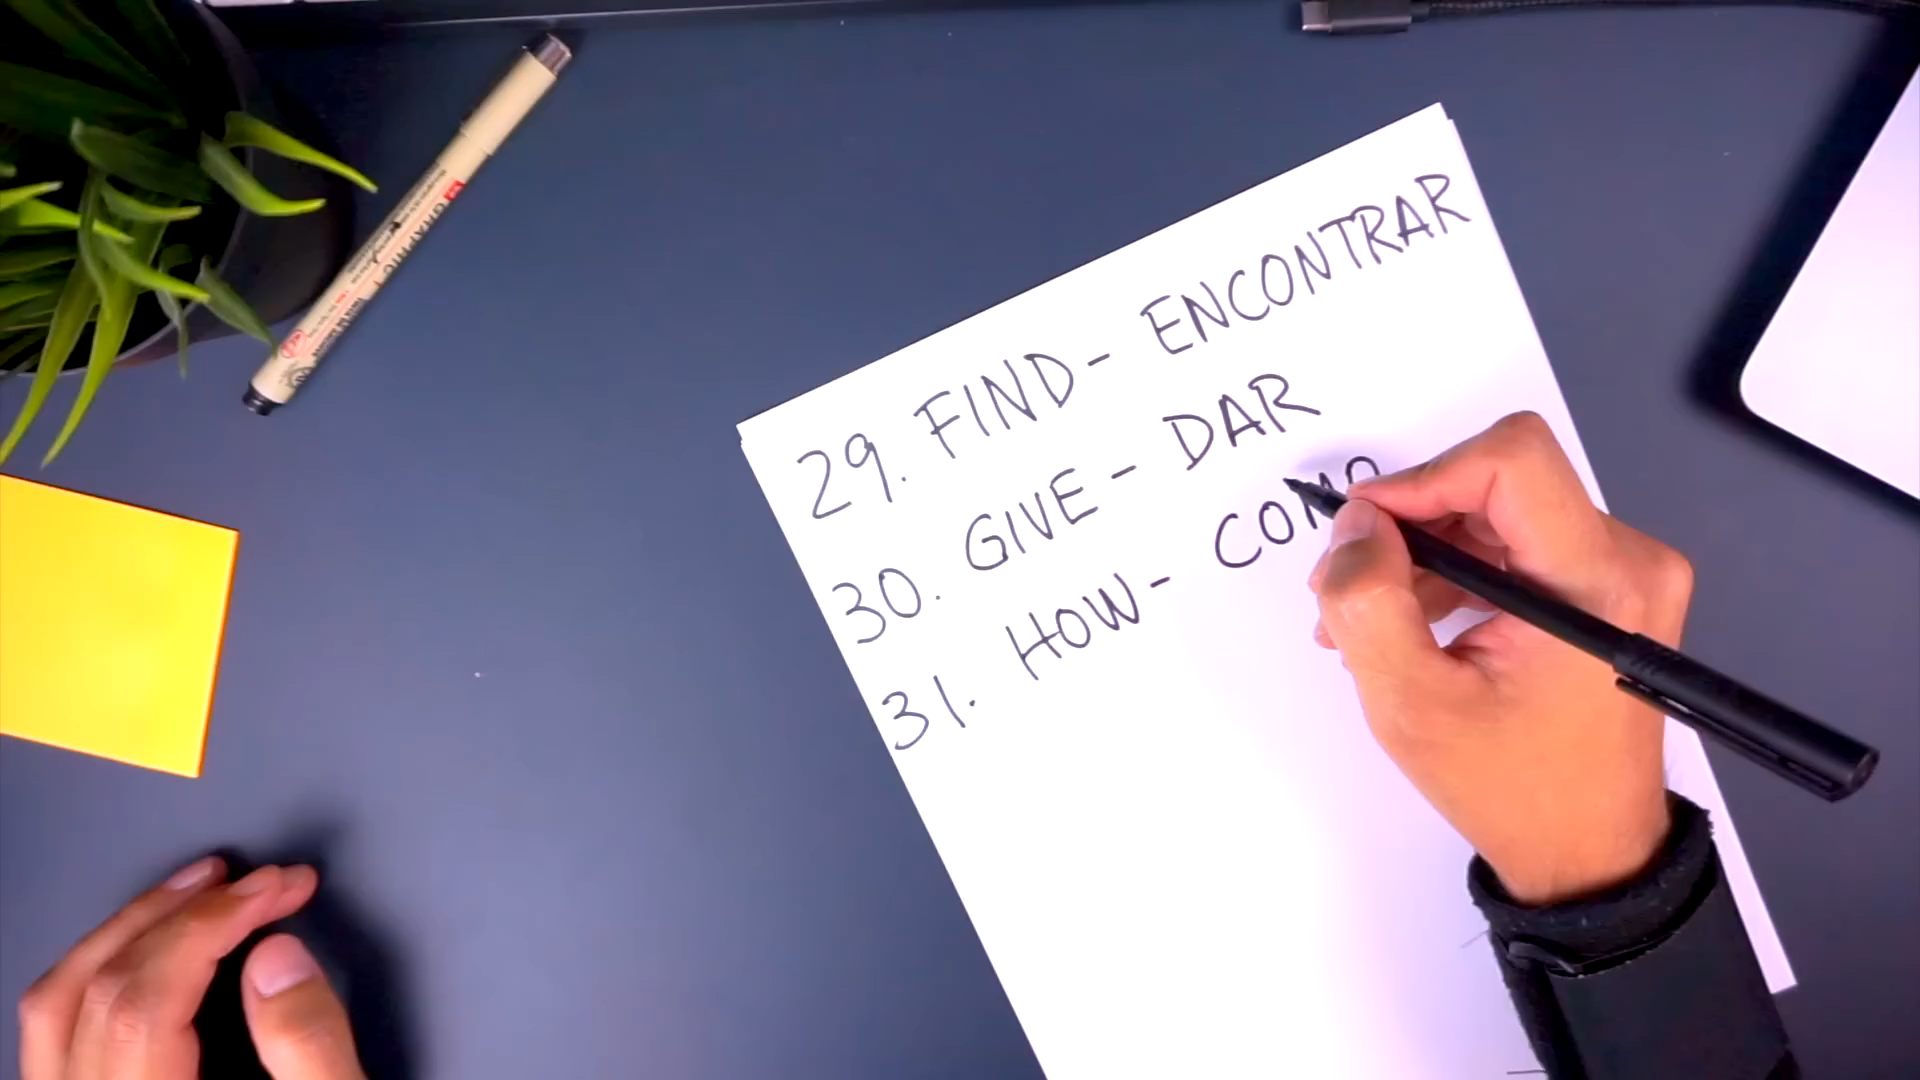 29. FIND - ENCONTRAR
30. GIVE - DAR
31. HOW - COMO